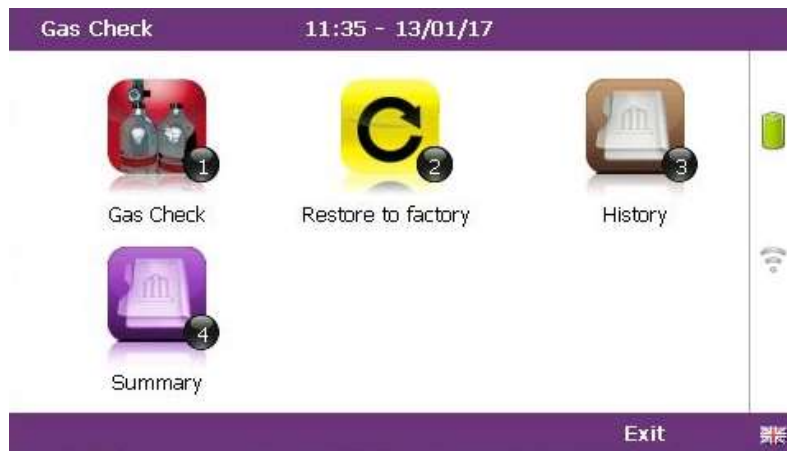 Gas Check 11:35 - 13/01/17
1 2 3
Gas Check Restore to factory History
4
Summary
Exit